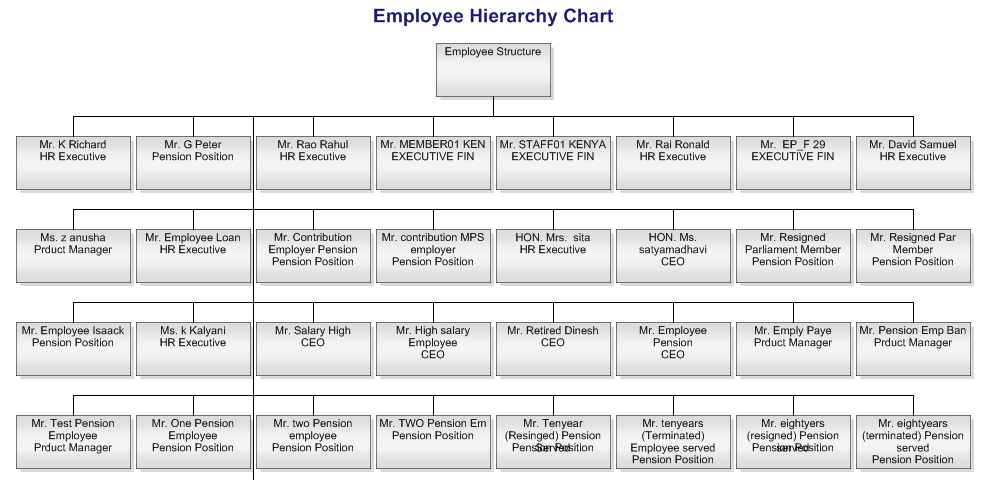 Employee Hierarchy Chart
Employee Structure
Mr. K Richard
HR Executive
Mr. G Peter
Pension Position
Mr. Rao Rahul
HR Executive
Mr. MEMBER01 KEN
EXECUTIVE FIN
Mr. STAFF01 KENYA
EXECUTIVE FIN
Mr. Rai Ronald
HR Executive
Mr. EP_F 29
EXECUTIVE FIN
Mr. David Samuel
HR Executive
Ms. z anusha
Prduct Manager
Mr. Employee Loan
HR Executive
Mr. Contribution
Employer Pension
Pension Position
Mr. contribution MPS
employer
Pension Position
HON. Mrs. sita
HR Executive
HON. Ms.
satyamadhavi
CEO
Mr. Resigned
Parliament Member
Pension Position
Mr. Resigned Par
Member
Pension Position
Mr. Employee Isaack
Pension Position
Ms. k Kalyani
HR Executive
Mr. Salary High
CEO
Mr. High salary
Employee
CEO
Mr. Retired Dinesh
CEO
Mr. Employee
Pension
CEO
Mr. Emply Paye
Prduct Manager
Mr. Pension Emp Ban
Prduct Manager
Mr. Test Pension
Employee
Prduct Manager
Mr. One Pension
Employee
Pension Position
Mr. two Pension
employee
Pension Position
Mr. TWO Pension Em
Pension Position
Mr. Tenyear
(Resinged) Pension
Served
Pension Position
Mr. tenyears
(Terminated)
Employee served
Pension Position
Mr. eightyers
(resigned) Pension
served
Pension Position
Mr. eightyears
(terminated) Pension
served
Pension Position